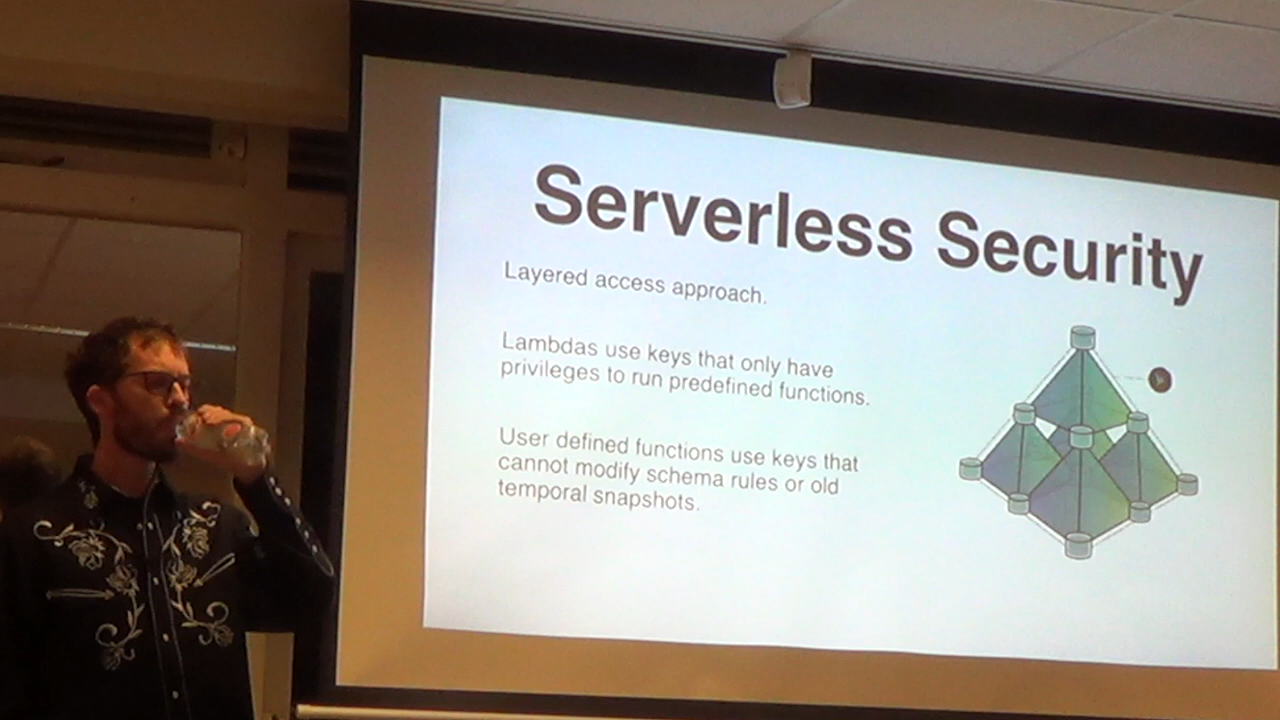 Serverless Security
Layered access approach.
Lambdas use keys that only have
privileges to run predefined functions.
User defined functions use keys that
cannot modify schema rules or old
temporal snapshots.